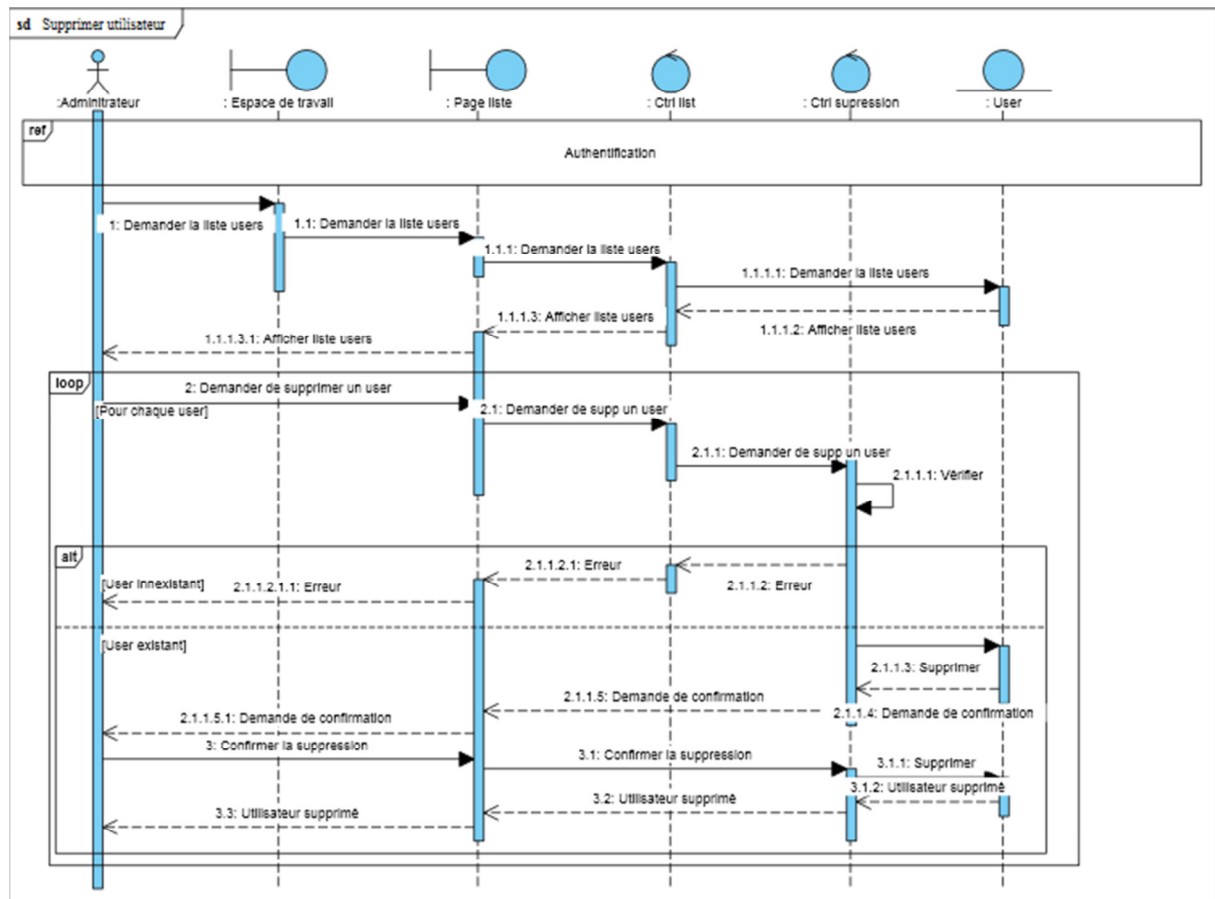 sd Supprimer utilisateur
:Adminitrateur
: Espace de travail
: Page liste
: Ctrl list
: Ctrl supression
: User
ref
Authentification
1: Demander la liste users
1.1: Demander la liste users
1.1.1: Demander la liste users
1.1.1.1: Demander la liste users
1.1.1.2: Afficher liste users
1.1.1.3: Afficher liste users
1.1.1.3.1: Afficher liste users
loop
[Pour chaque user]
2: Demander de supprimer un user
2.1: Demander de supp un user
2.1.1: Demander de supp un user
2.1.1.1: Vérifier
alt
[User innexistant]
2.1.1.2: Erreur
2.1.1.2.1: Erreur
2.1.1.2.1.1: Erreur
[User existant]
2.1.1.3: Supprimer
2.1.1.4: Demande de confirmation
2.1.1.5: Demande de confirmation
2.1.1.5.1: Demande de confirmation
3: Confirmer la suppression
3.1: Confirmer la suppression
3.1.1: Supprimer
3.1.2: Utilisateur supprimé
3.2: Utilisateur supprimé
3.3: Utilisateur supprimé